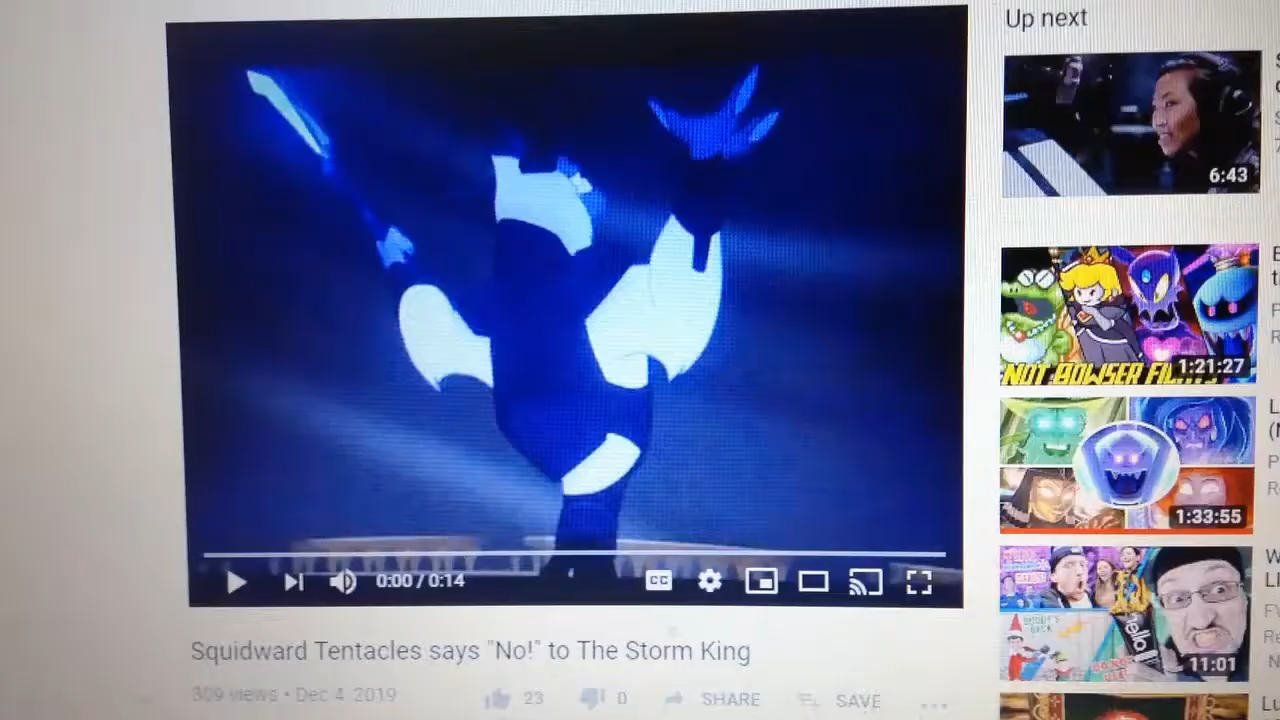 Up next
6:43
NOT BOWSER
1:21:27
1:33:55
hello
11:01
0:00 / 0:14
CC
Squidward Tentacles says "No!" to The Storm King
309 views • Dec 4, 2019
23
0
SHARE
SAVE